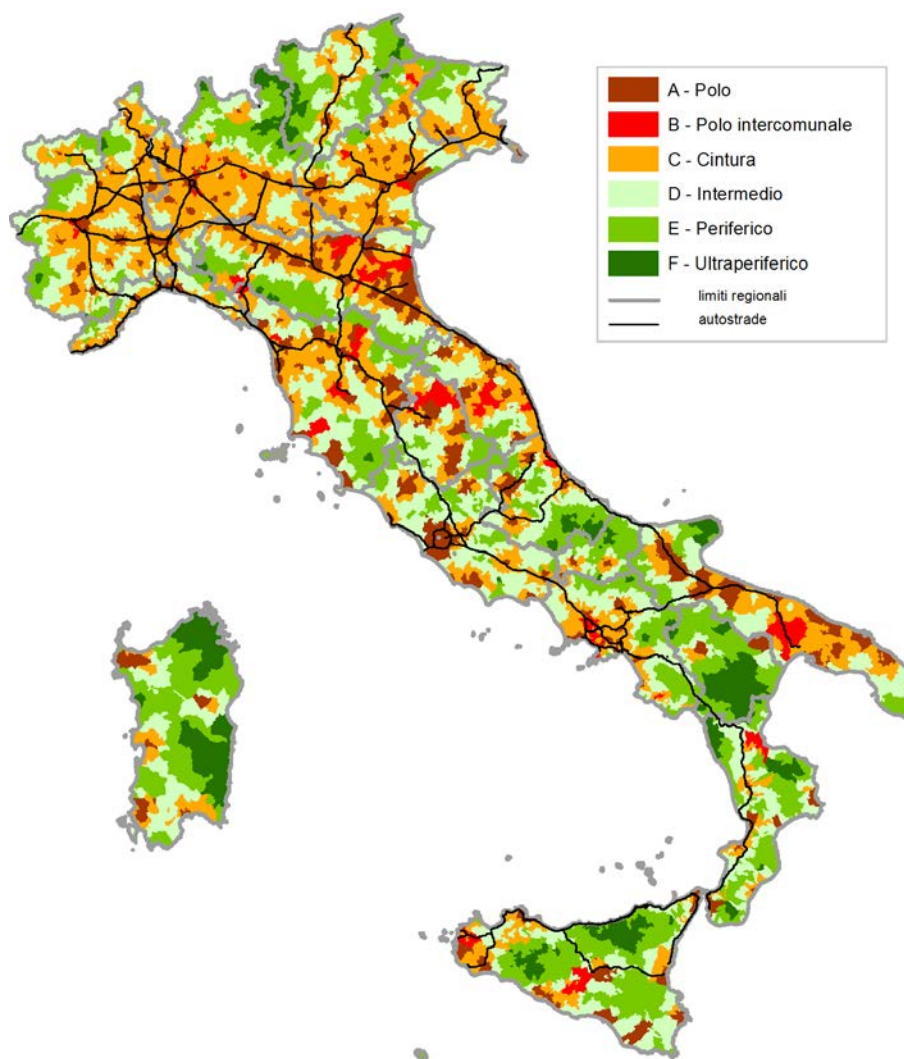 A - Polo
B - Polo intercomunale
C - Cintura
D - Intermedio
E - Periferico
F - Ultraperiferico
limiti regionali
autostrade